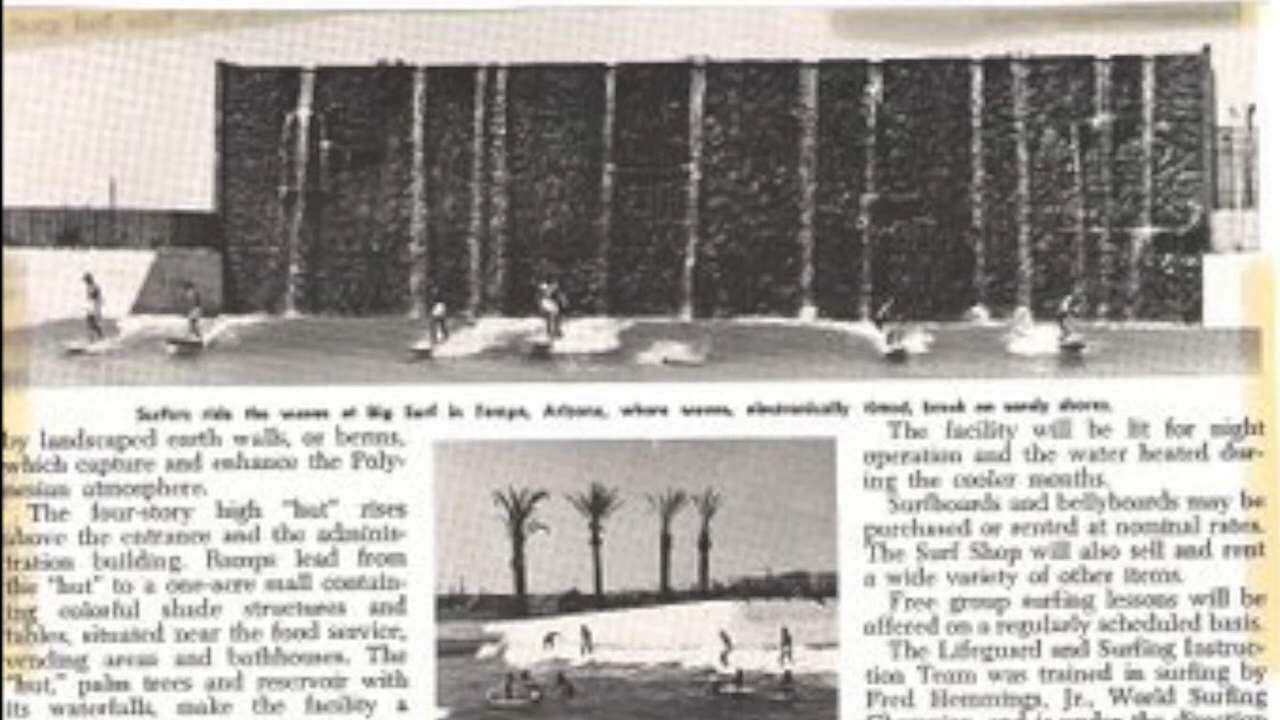 Surfers ride the waves at Big Surf in Tempe, Arizona, where waves, electronically timed, break on sandy shores.
by landscaped earth walls, or berms,
which capture and enhance the Poly-
nesian atmosphere.
The four-story high "hut" rises
above the entrance and the adminis-
tration building. Ramps lead from
the "hut" to a one-acre mall contain-
ing colorful shade structures and
tables, situated near the food service,
vending areas and bathhouses. The
"hut," palm trees and reservoir with
its waterfalls, make the facility a
The facility will be lit for night
operation and the water heated dur-
ing the cooler months.
Surfboards and bellyboards may be
purchased or rented at nominal rates.
The Surf Shop will also sell and rent
a wide variety of other items.
Free group surfing lessons will be
offered on a regularly scheduled basis.
The Lifeguard and Surfing Instruc-
tion Team was trained in surfing by
Fred Hemmings, Jr., World Surfing